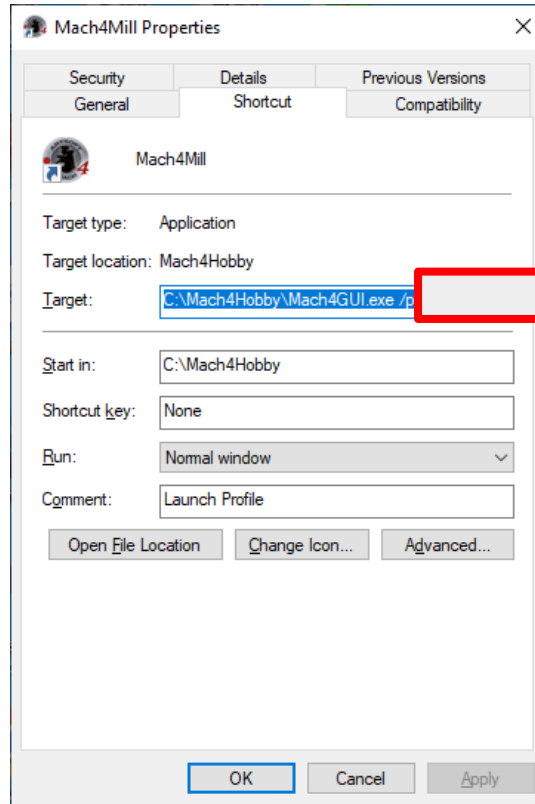 Mach4Mill Properties
Security Details Previous Versions
General Shortcut Compatibility
4
Mach4Mill
Target type: Application
Target location: Mach4Hobby
Target: C:\Mach4Hobby\Mach4GUI.exe /p
Start in: C:\Mach4Hobby
Shortcut key: None
Run: Normal window
Comment: Launch Profile
Open File Location Change Icon... Advanced...
OK Cancel Apply